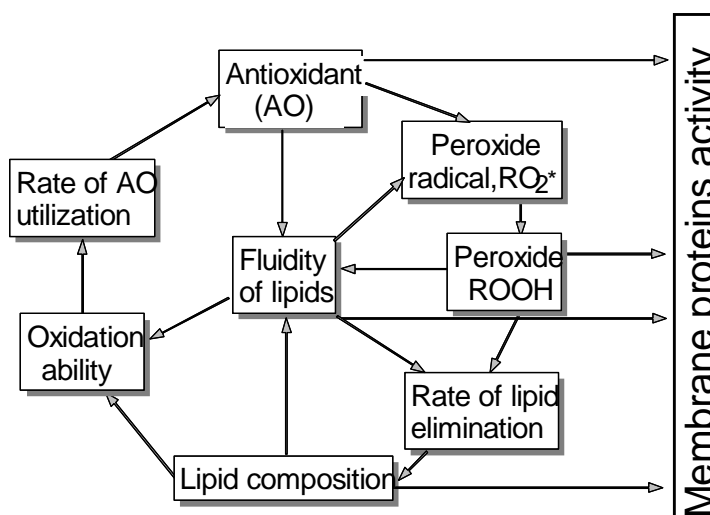 Antioxidant
(AO)
Peroxide
radical,RO2*
Rate of AO
utilization
Fluidity
of lipids
Peroxide
ROOH
Oxidation
ability
Rate of lipid
elimination
Lipid composition
Membrane proteins activity